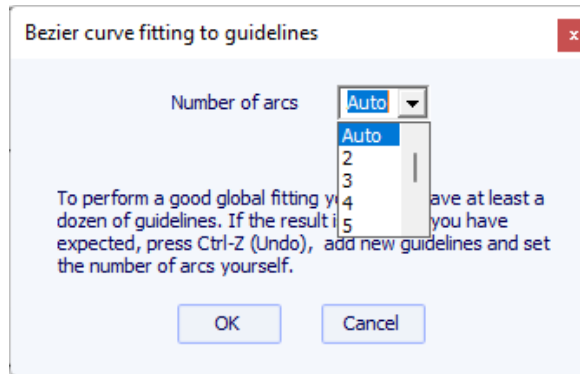 Bezier curve fitting to guidelines
x
Number of arcs Auto
Auto
2
3
4
5
To perform a good global fitting ave at least a
dozen of guidelines. If the result you have
expected, press Ctrl-Z (Undo), add new guidelines and set
the number of arcs yourself.
OK Cancel